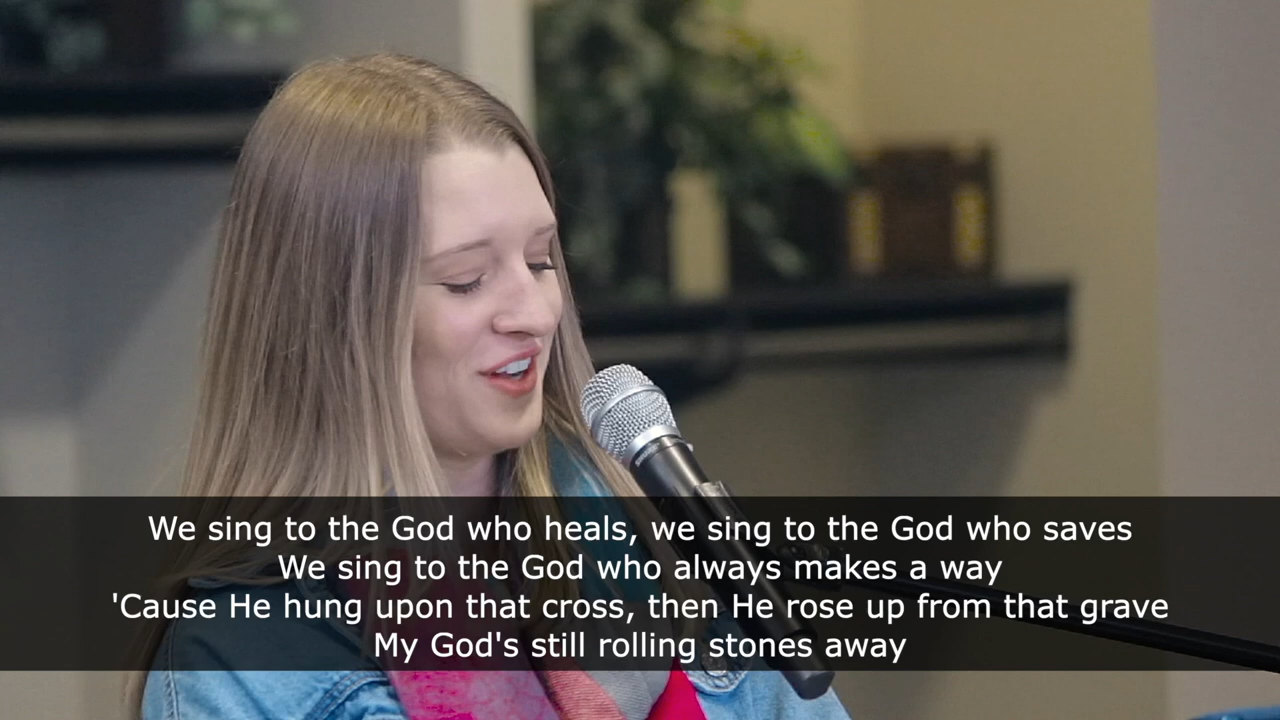 We sing to the God who heals, we sing to the God who saves
We sing to the God who always makes a way
'Cause He hung upon that cross, then He rose up from that grave
My God's still rolling stones away